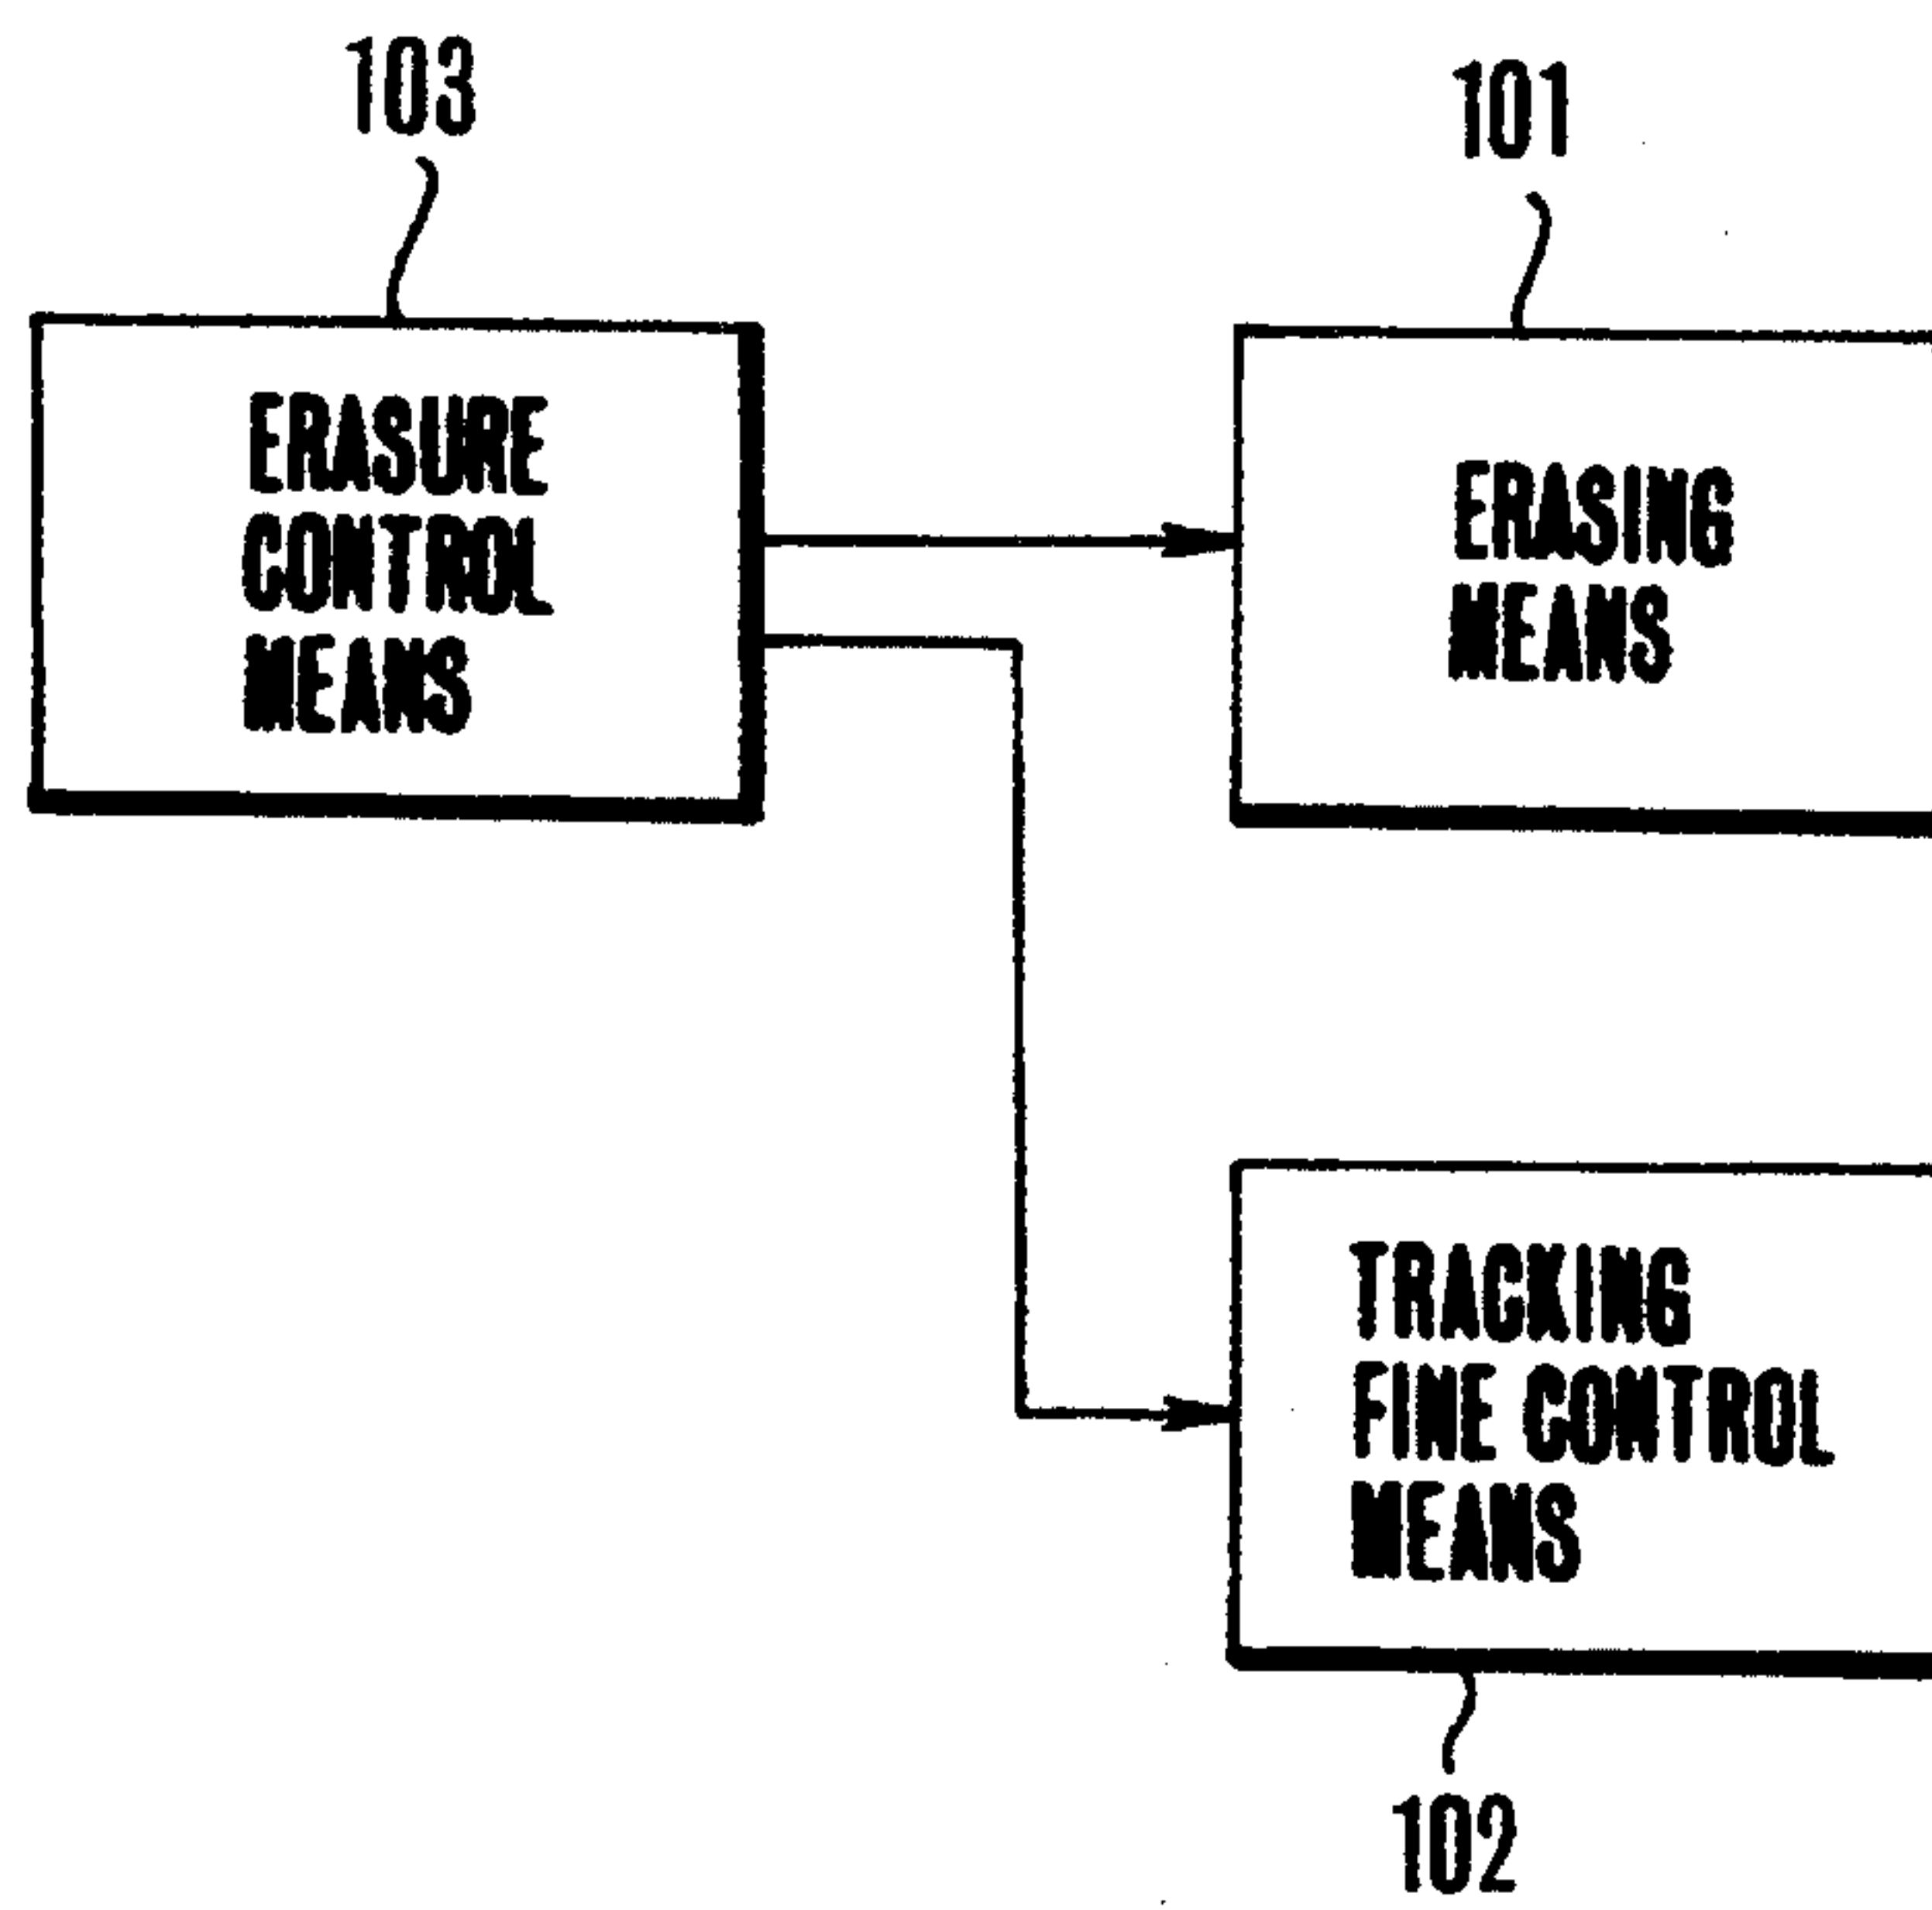 103
101
ERASURE
CONTROL
MEANS
ERASING
MEANS
TRACKING
FINE CONTROL
MEANS
102